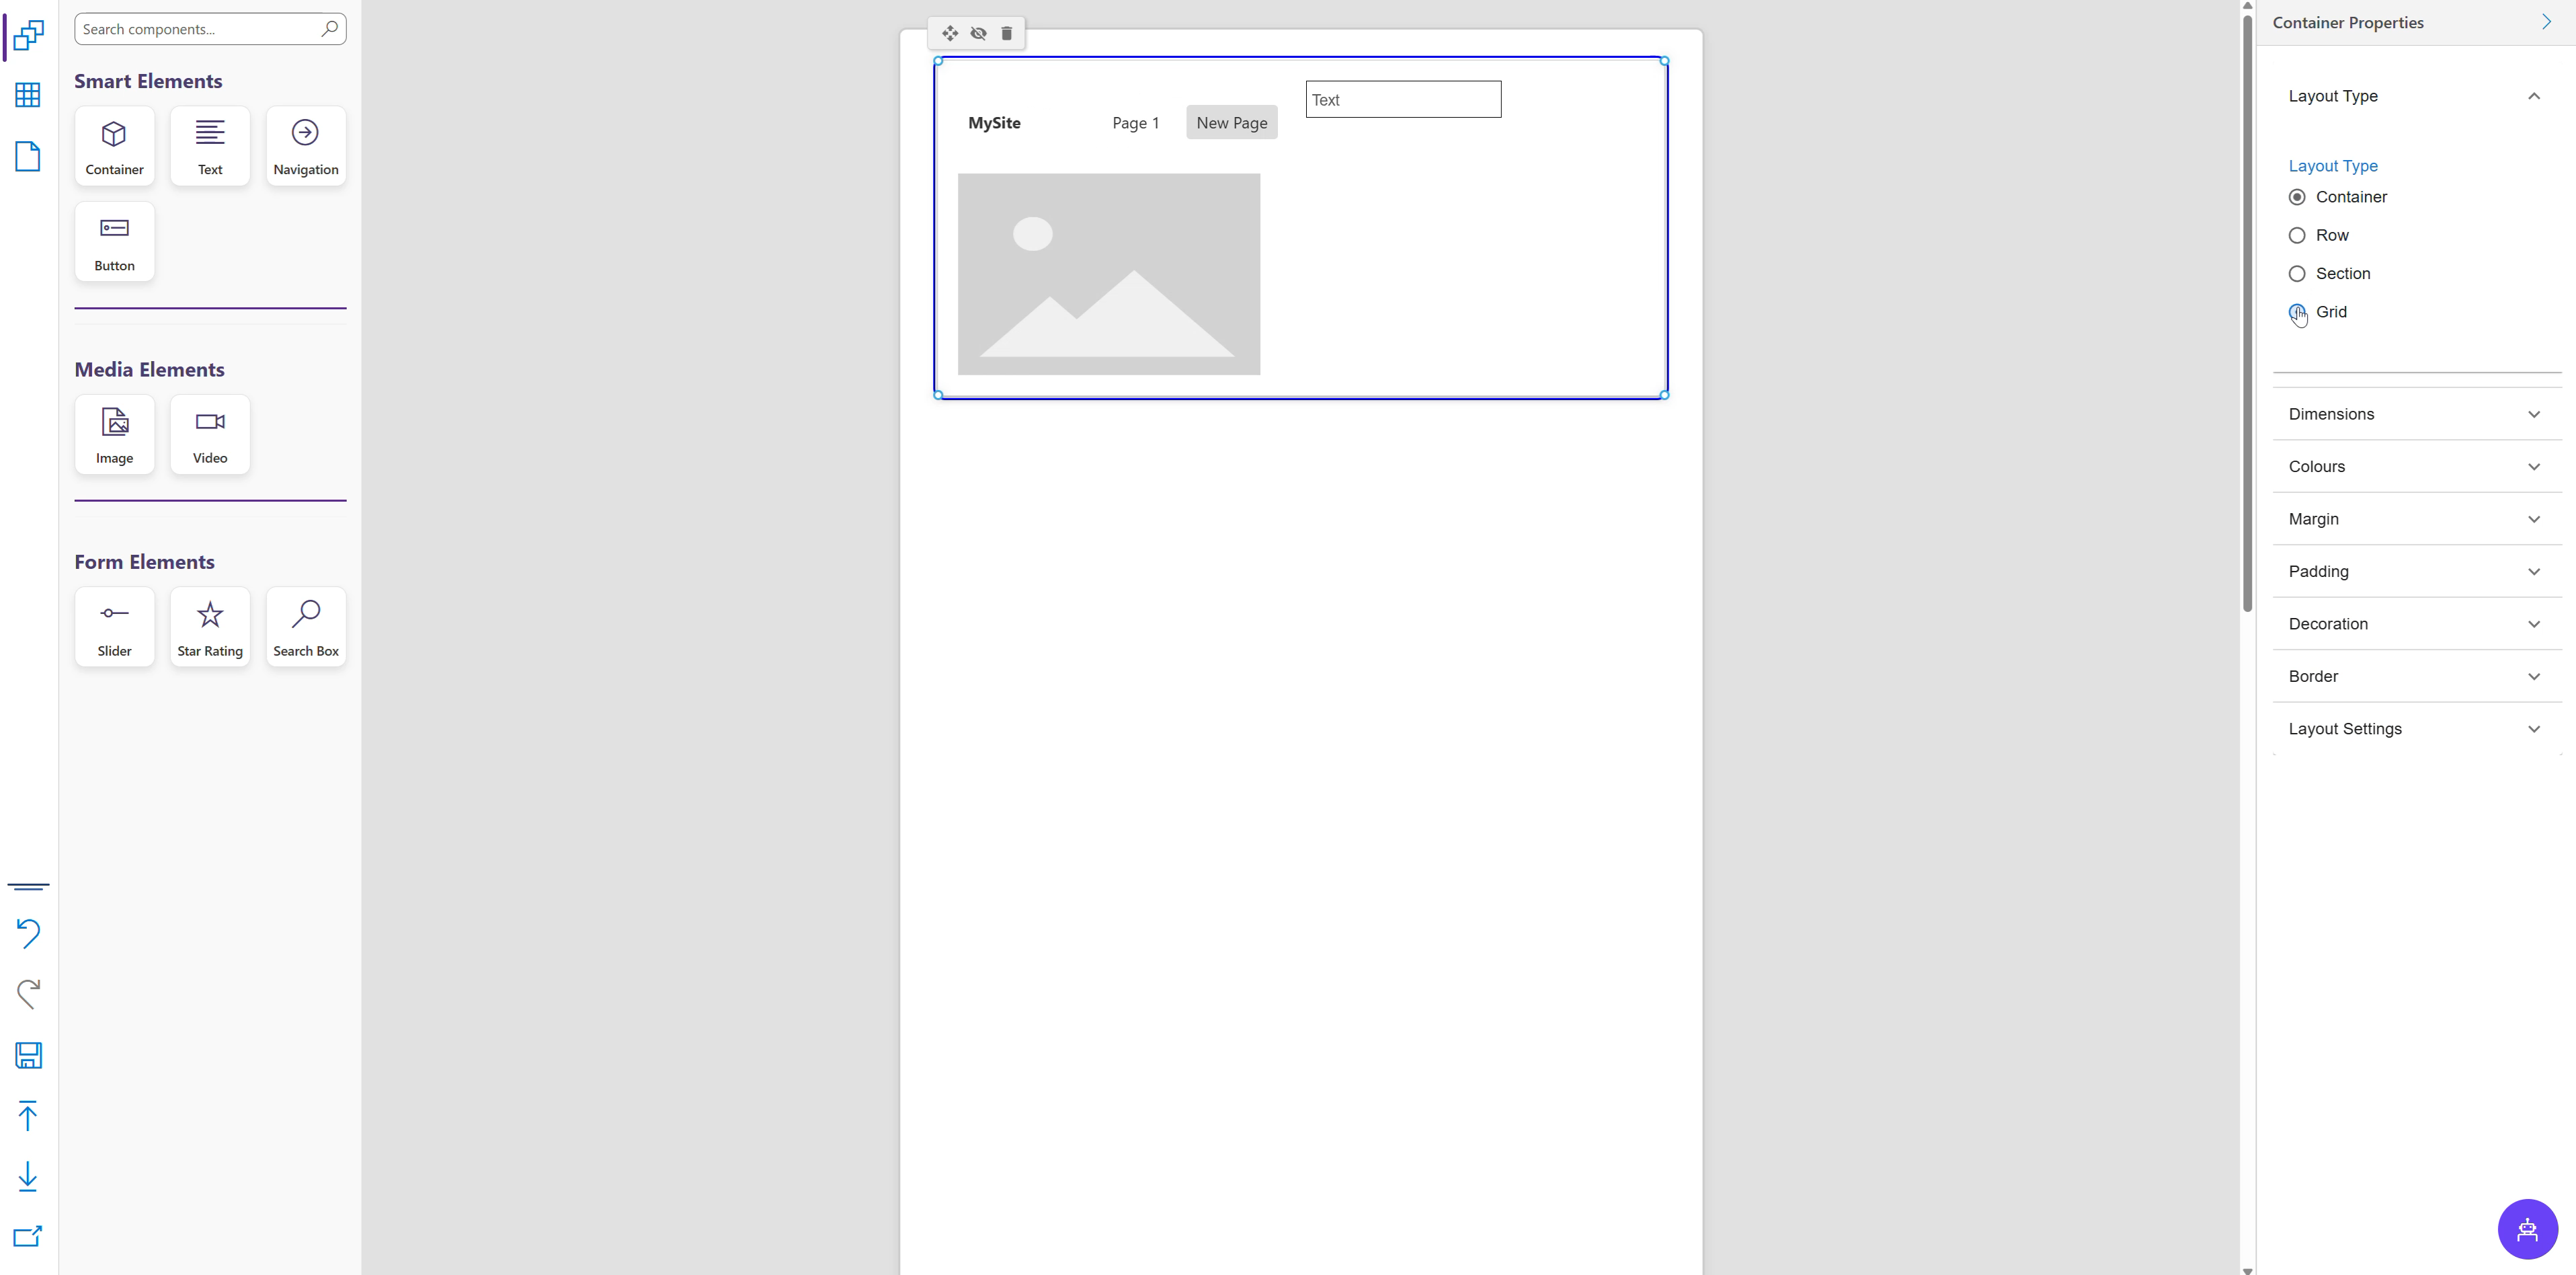 Search components...
Smart Elements
Container
Text
Navigation
Button
Media Elements
Image
Video
Form Elements
Slider
Star Rating
Search Box
MySite
Page 1
New Page
Text
Container Properties
Layout Type
Layout Type
Container
Row
Section
Grid
Dimensions
Colours
Margin
Padding
Decoration
Border
Layout Settings